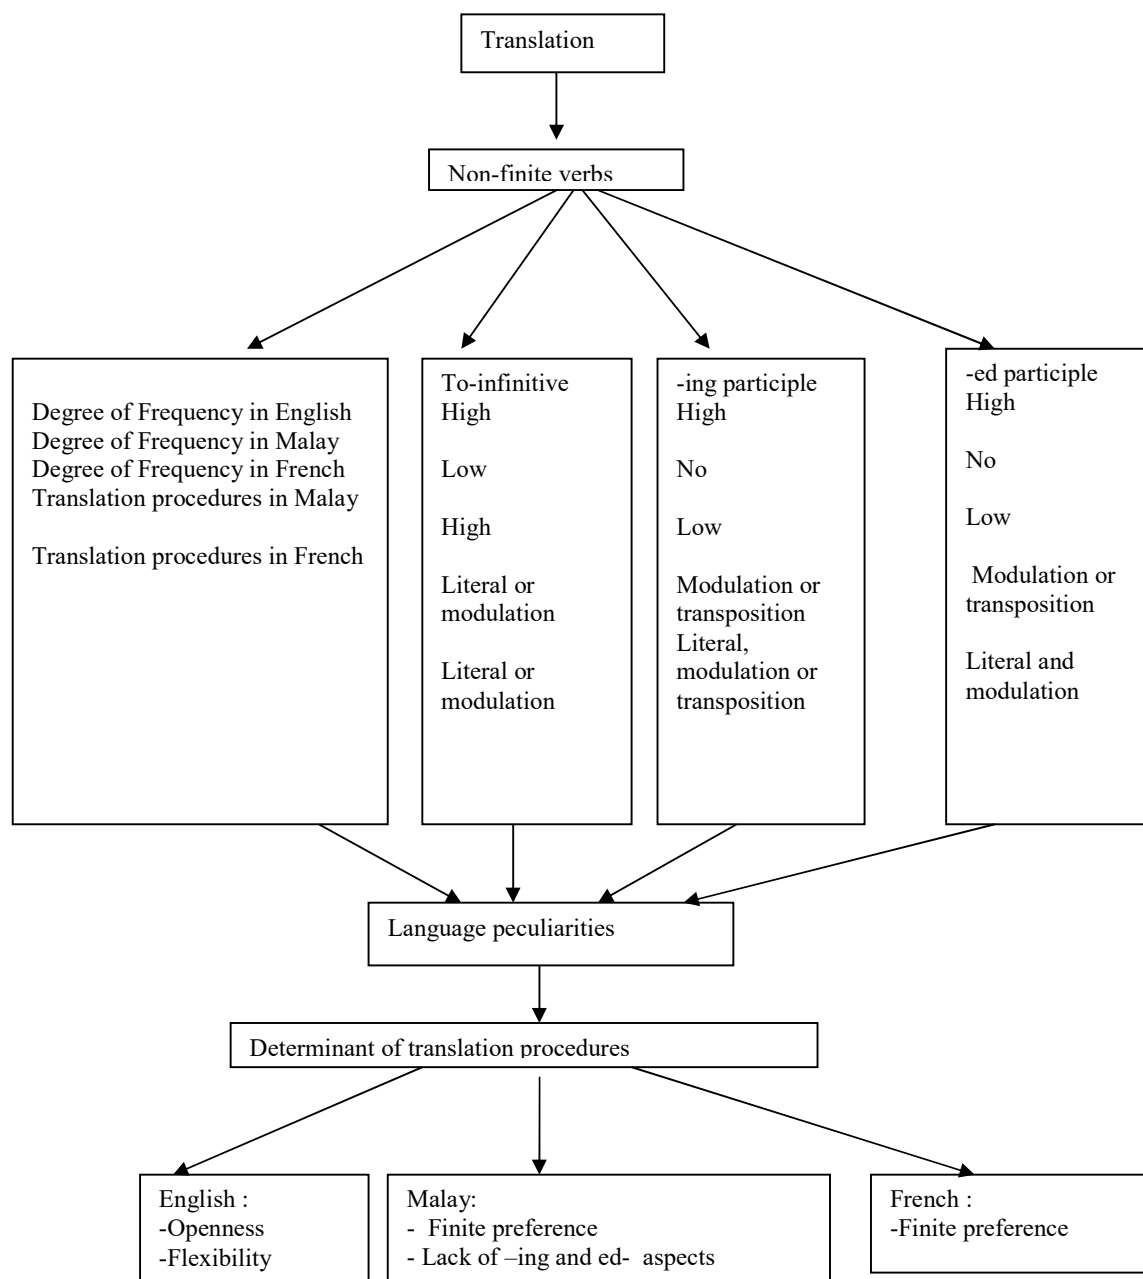 Translation
Non-finite verbs
Degree of Frequency in English
Degree of Frequency in Malay
Degree of Frequency in French
Translation procedures in Malay
Translation procedures in French
To-infinitive
High
Low
High
Literal or
modulation
Literal or
modulation
-ing participle
High
No
Low
Modulation or
transposition
Literal,
modulation or
transposition
-ed participle
High
No
Low
Modulation or
transposition
Literal and
modulation
Language peculiarities
Determinant of translation procedures
English :
-Openness
-Flexibility
Malay:
- Finite preference
- Lack of –ing and ed- aspects
French :
-Finite preference